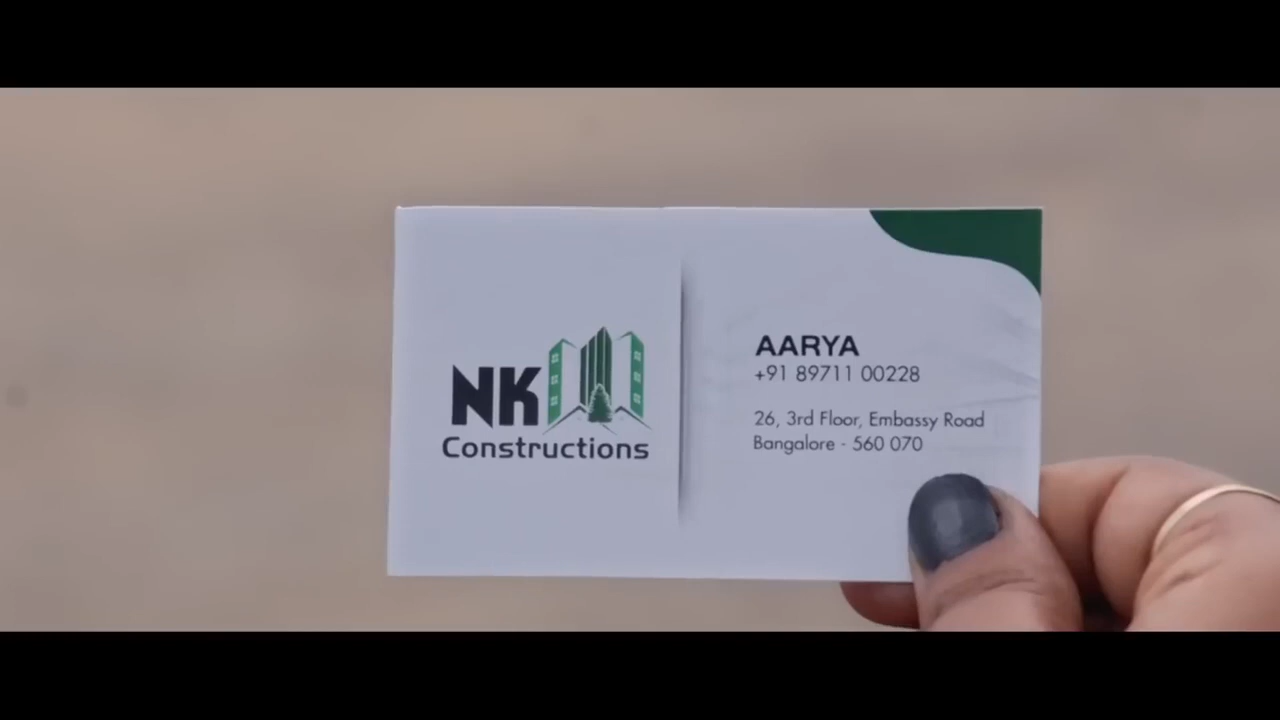 NK
Constructions
AARYA
+91 89711 00228
26, 3rd Floor, Embassy Road
Bangalore - 560 070